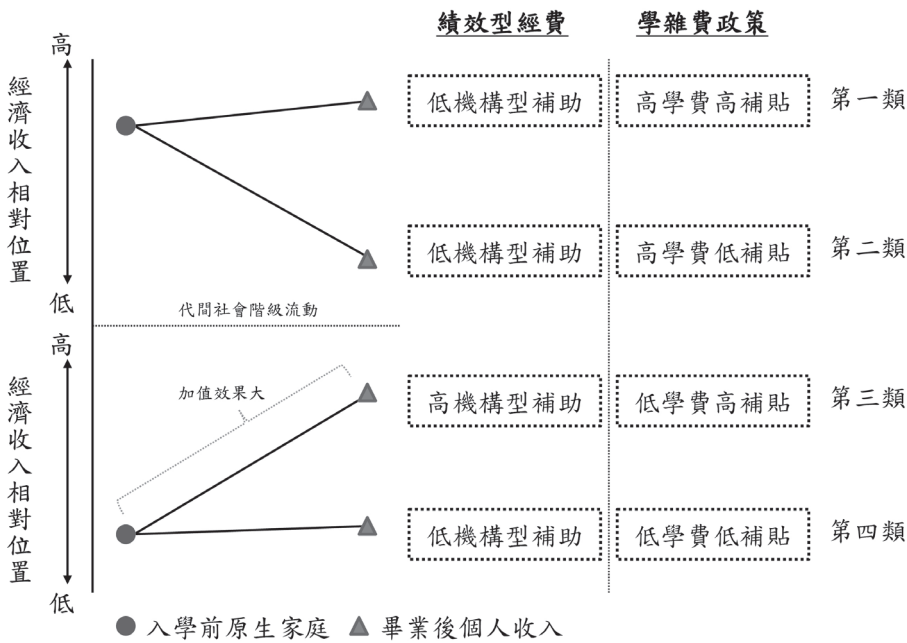 績效型經費 學雜費政策
高
經濟收入相對位置
低機構型補助 高學費高補貼 第一類
低機構型補助 高學費低補貼 第二類
低
代間社會階級流動
高
經濟收入相對位置
加值效果大
高機構型補助 低學費高補貼 第三類
低機構型補助 低學費低補貼 第四類
低
入學前原生家庭 畢業後個人收入